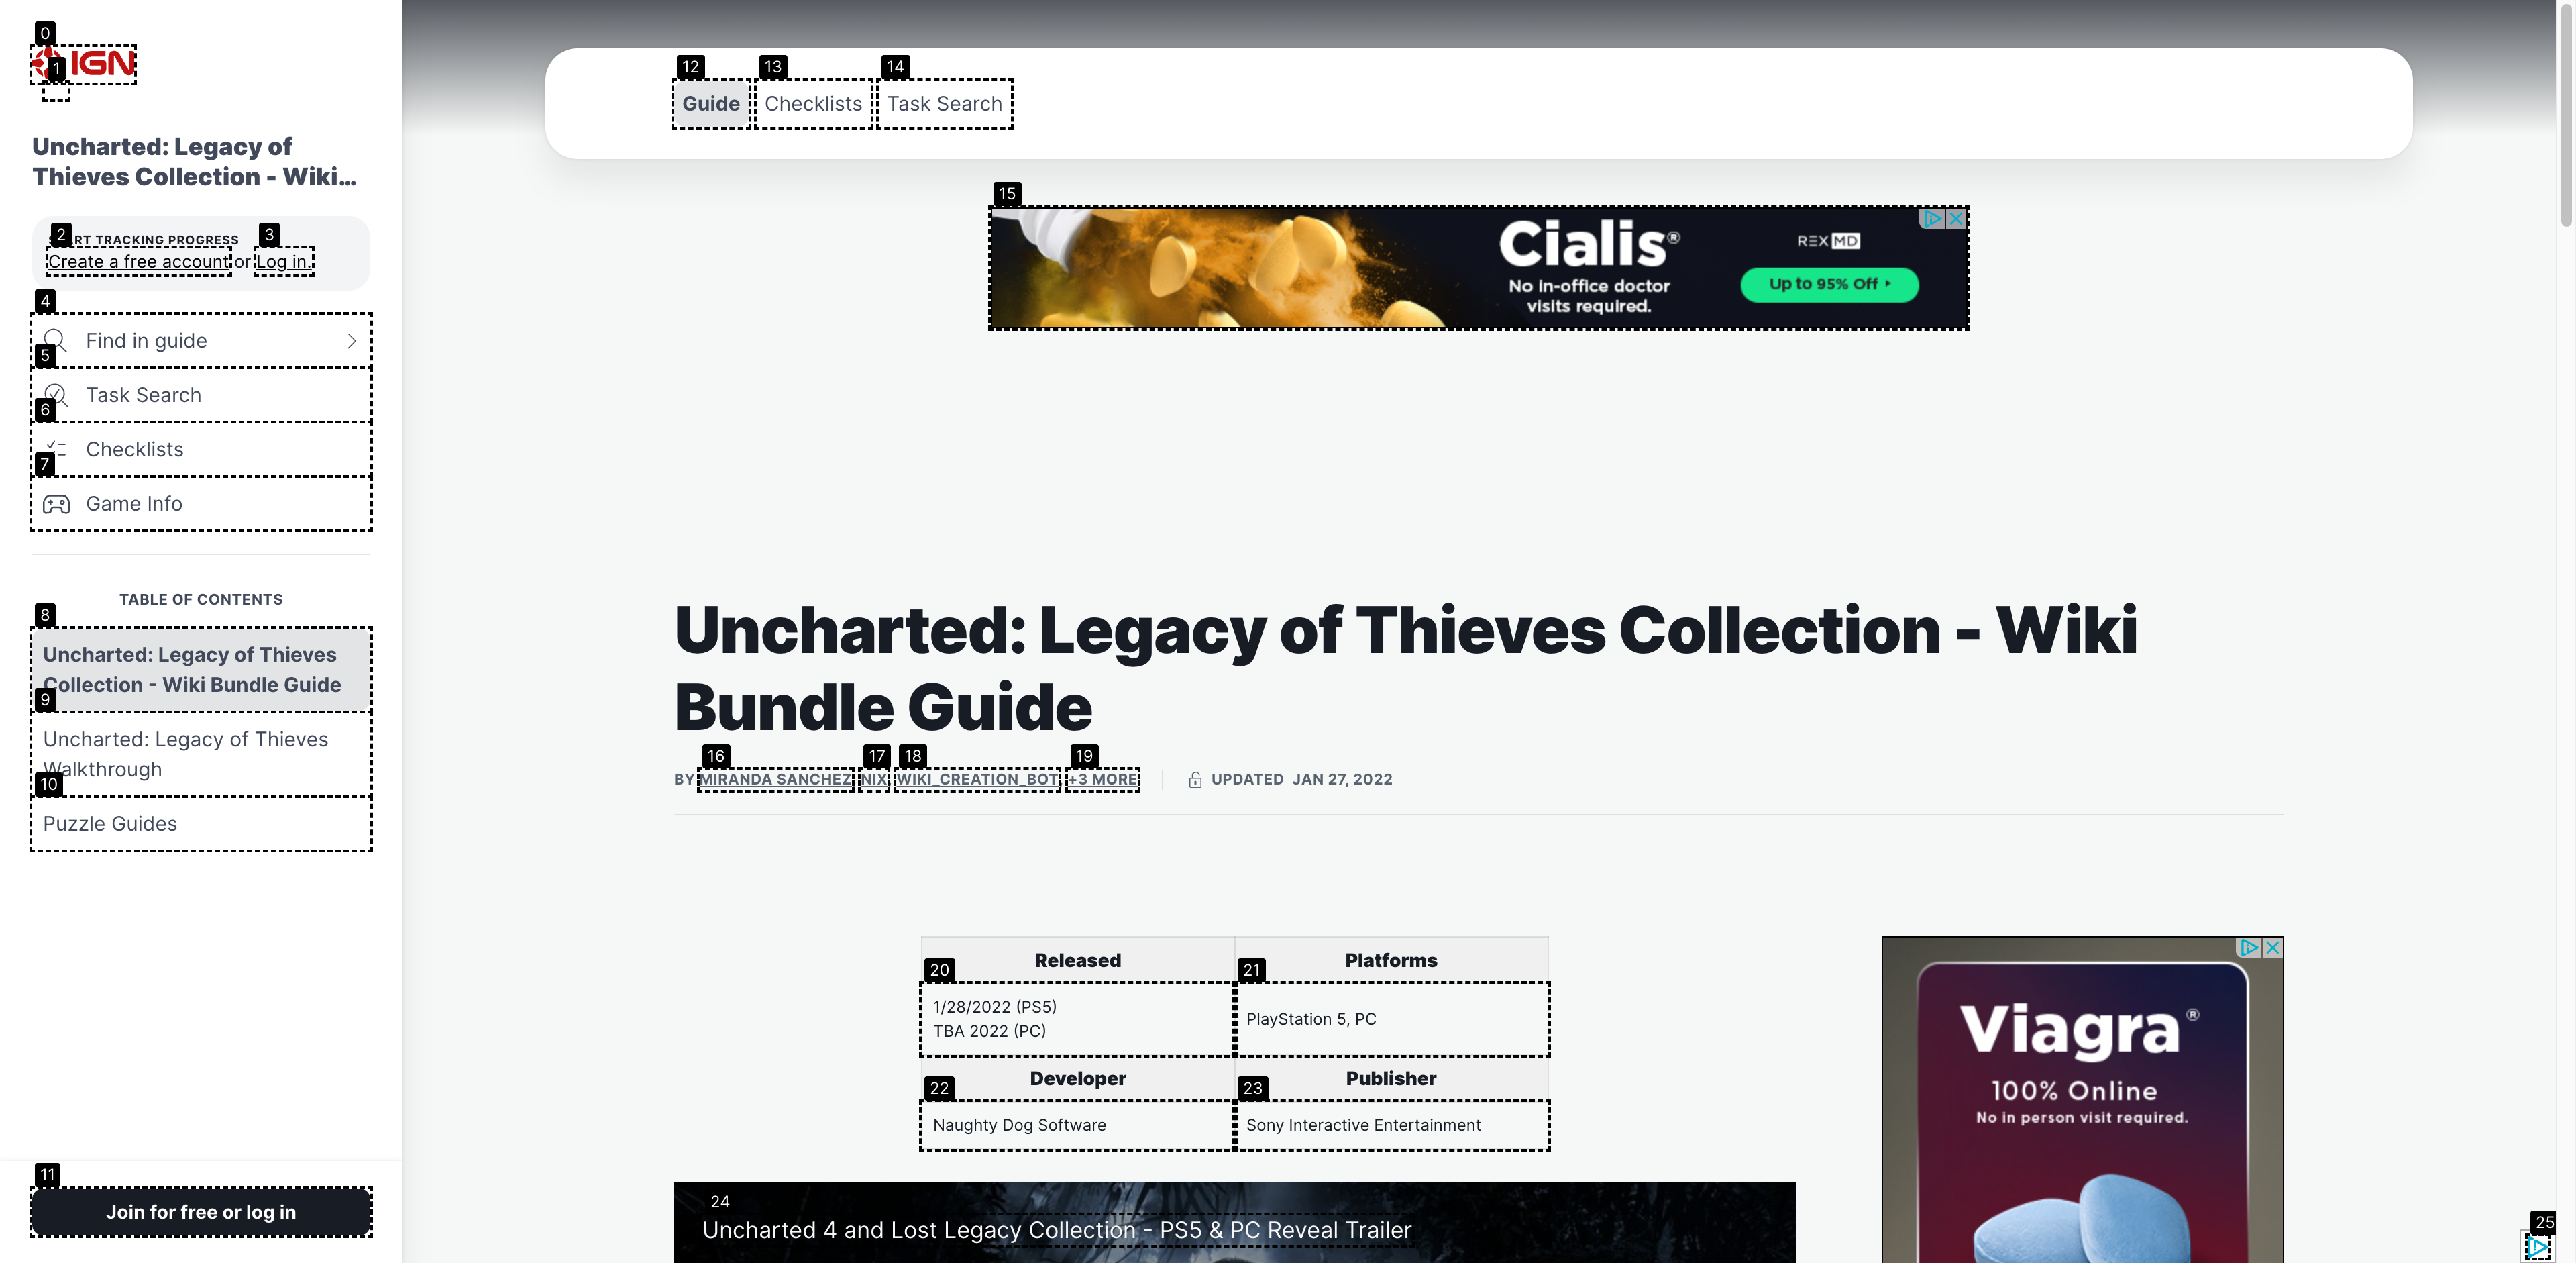 0
IGN
1
Uncharted: Legacy of
Thieves Collection - Wiki...
2
3
RT TRACKING PROGRESS
Create a free account or Log in.
4
Find in guide
5
Task Search
6
Checklists
7
Game Info
TABLE OF CONTENTS
8
Uncharted: Legacy of Thieves
Collection - Wiki Bundle Guide
9
Uncharted: Legacy of Thieves
Walkthrough
10
Puzzle Guides
11
Join for free or log in
12
13
14
Guide
Checklists
Task Search
15
Cialis®
No in-office doctor
visits required.
REX MD
Up to 95% Off
Uncharted: Legacy of Thieves Collection - Wiki
Bundle Guide
16
17
18
19
BY MIRANDA SANCHEZ NIX WIKI_CREATION_BOT +3 MORE UPDATED JAN 27, 2022
Released
Platforms
20
21
1/28/2022 (PS5)
TBA 2022 (PC)
PlayStation 5, PC
Developer
Publisher
22
23
Naughty Dog Software
Sony Interactive Entertainment
24
Uncharted 4 and Lost Legacy Collection - PS5 & PC Reveal Trailer
Viagra®
100% Online
No in person visit required.
25